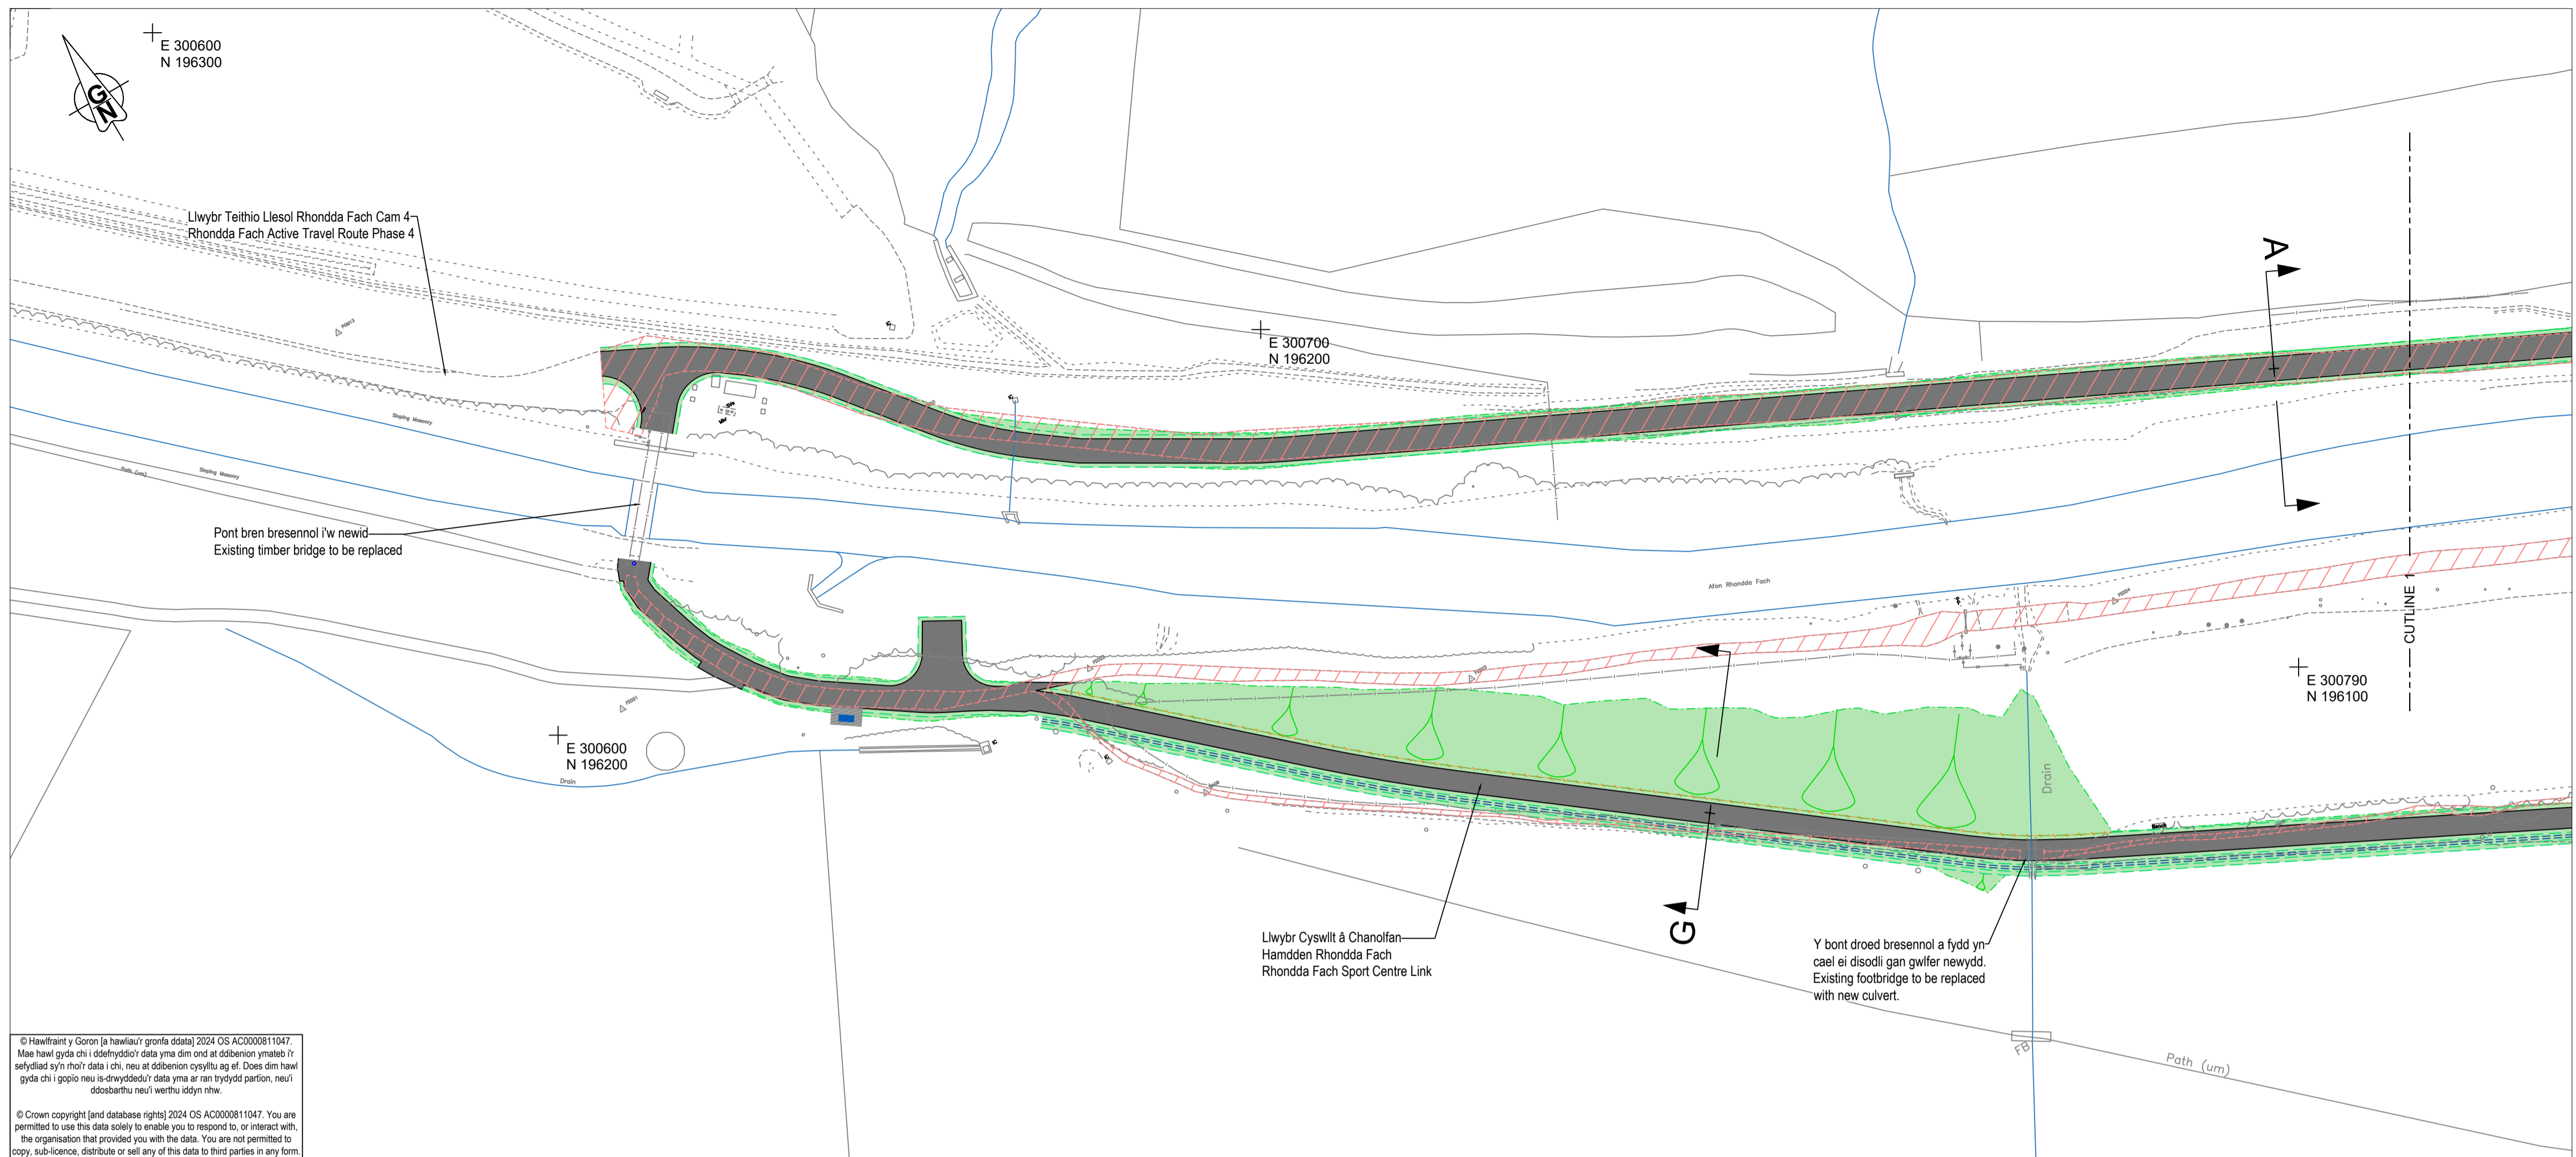 E 300600
N 196300
G
N
Llwybr Teithio Llesol Rhondda Fach Cam 4
Rhondda Fach Active Travel Route Phase 4
E 300700
N 196200
A
Sloping Masonry
Path (um)
Sloping Masonry
Pont bren bresennol i'w newid
Existing timber bridge to be replaced
Afon Rhondda Fach
CUTLINE 1
E 300790
N 196100
E 300600
N 196200
Drain
Drain
G
Llwybr Cyswllt â Chanolfan
Hamdden Rhondda Fach
Rhondda Fach Sport Centre Link
Y bont droed bresennol a fydd yn
cael ei disodli gan gwlfer newydd.
Existing footbridge to be replaced
with new culvert.
FB
Path (um)
© Hawlfraint y Goron [a hawliau'r gronfa ddata] 2024 OS AC0000811047.
Mae hawl gyda chi i ddefnyddio'r data yma dim ond at ddibenion ymateb i'r
sefydliad sy'n rhoi'r data i chi, neu at ddibenion cysylltu ag ef. Does dim hawl
gyda chi i gopïo neu is-drwyddedu'r data yma ar ran trydydd partïon, neu'i
ddosbarthu neu'i werthu iddyn nhw.
© Crown copyright [and database rights] 2024 OS AC0000811047. You are
permitted to use this data solely to enable you to respond to, or interact with,
the organisation that provided you with the data. You are not permitted to
copy, sub-licence, distribute or sell any of this data to third parties in any form.